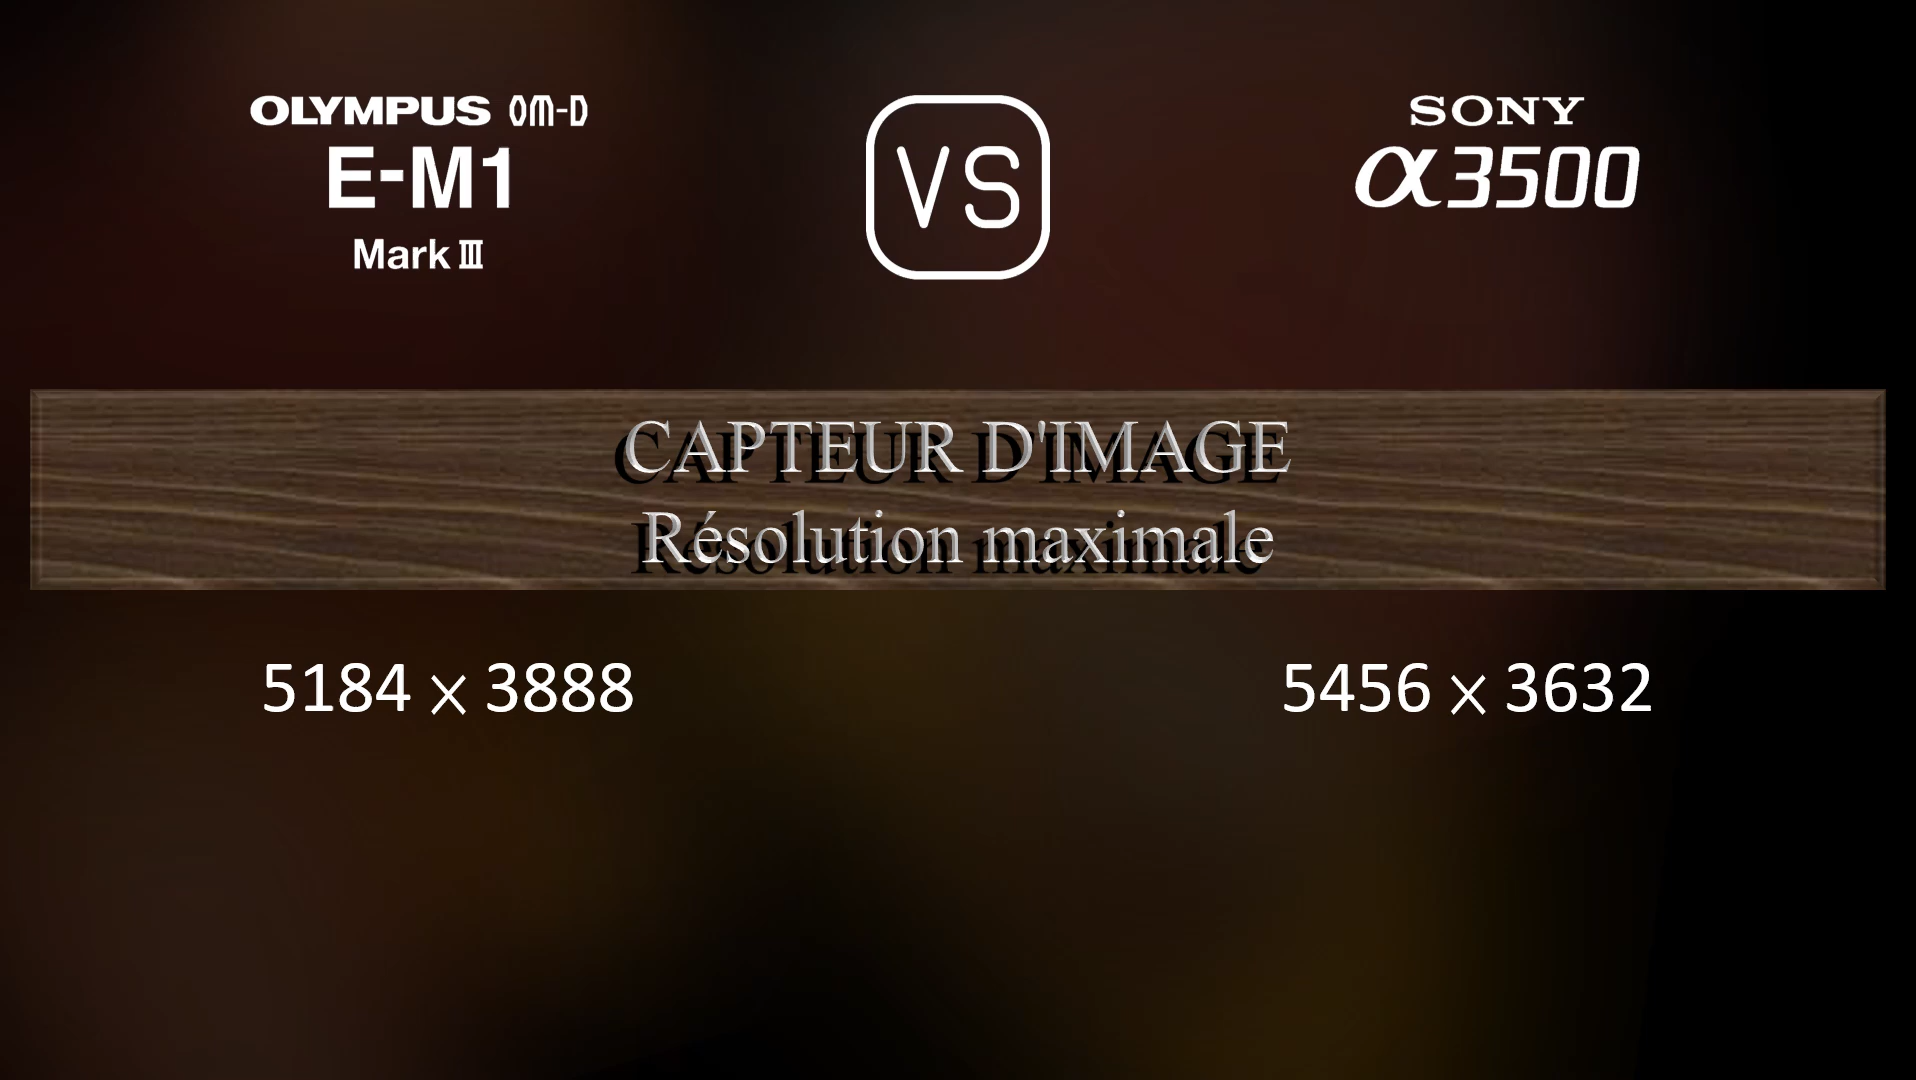 OLYMPUS OM-D
E-M1
Mark III
VS
SONY
α3500
CAPTEUR D'IMAGE
Résolution maximale
5184 x 3888
5456 x 3632